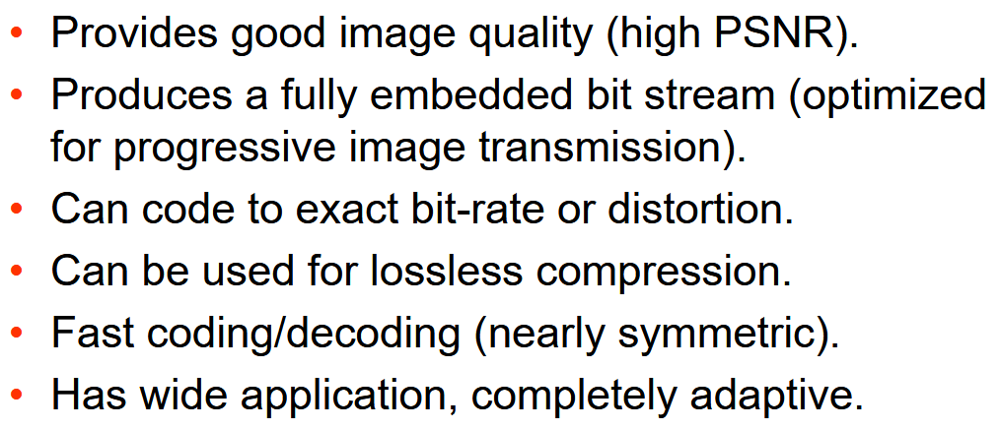 • Provides good image quality (high PSNR).
• Produces a fully embedded bit stream (optimized
for progressive image transmission).
• Can code to exact bit-rate or distortion.
• Can be used for lossless compression.
• Fast coding/decoding (nearly symmetric).
• Has wide application, completely adaptive.